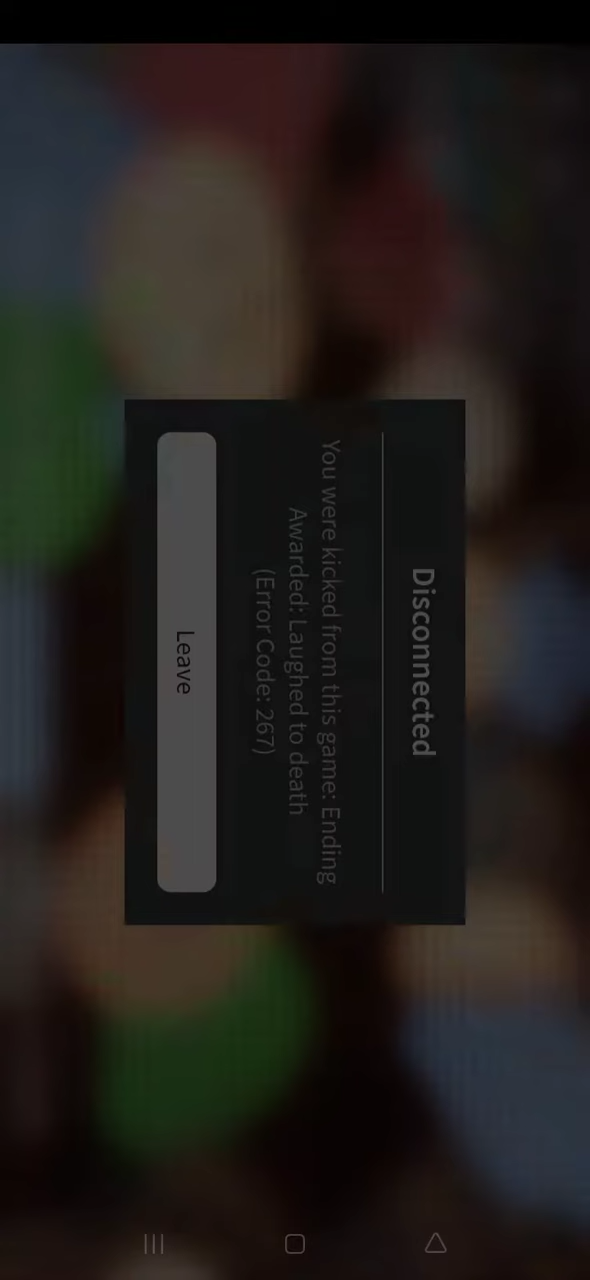 Disconnected
You were kicked from this game: Ending
Awarded: Laughed to death
(Error Code: 267)
Leave